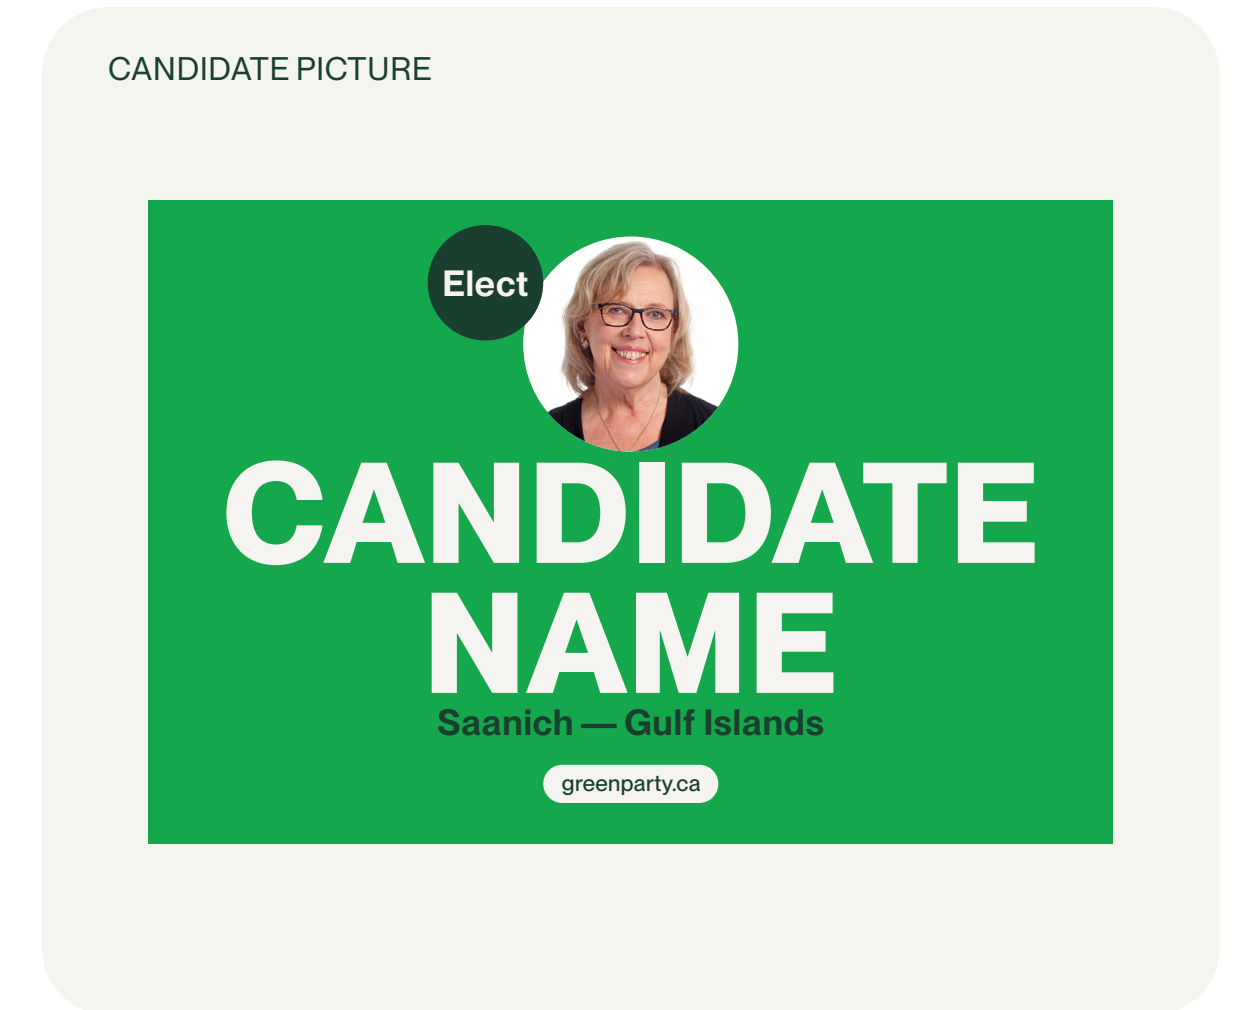 CANDIDATE PICTURE
Elect
CANDIDATE
NAME
Saanich — Gulf Islands
greenparty.ca